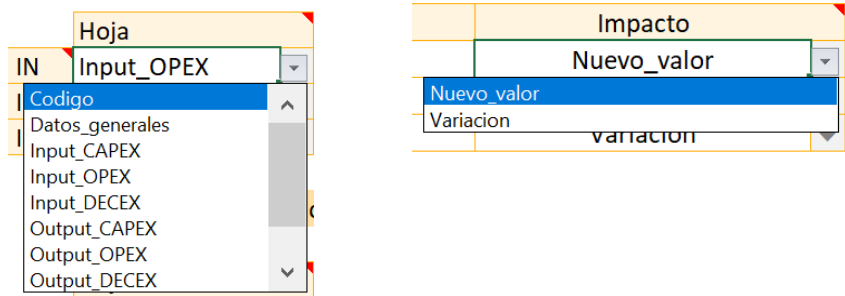 Hoja
IN Input_OPEX
Codigo
Datos_generales
Input_CAPEX
Input_OPEX
Input_DECEX
Output_CAPEX
Output_OPEX
Output_DECEX
Impacto
Nuevo_valor
Nuevo_valor
Variacion
Variacion